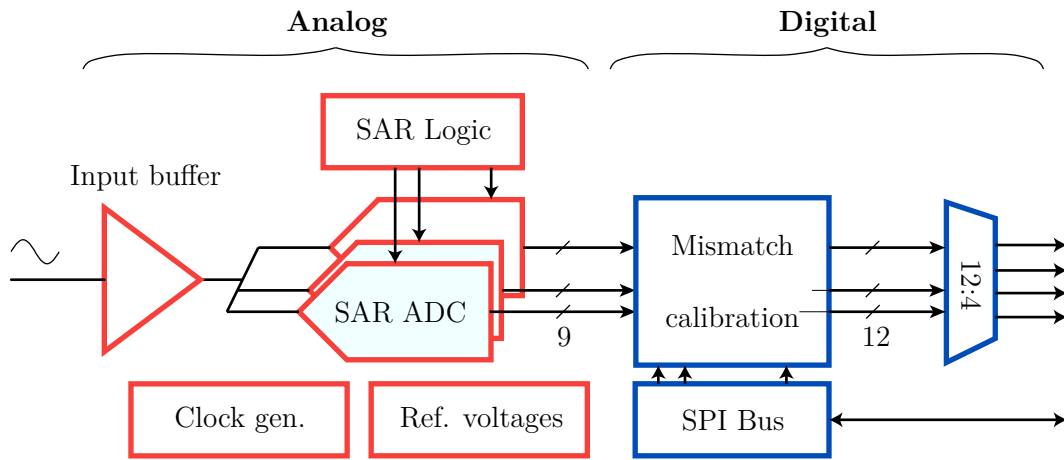 Analog
Digital
SAR Logic
Input buffer
Mismatch
12:4
SAR ADC
calibration
9
12
Clock gen.
Ref. voltages
SPI Bus